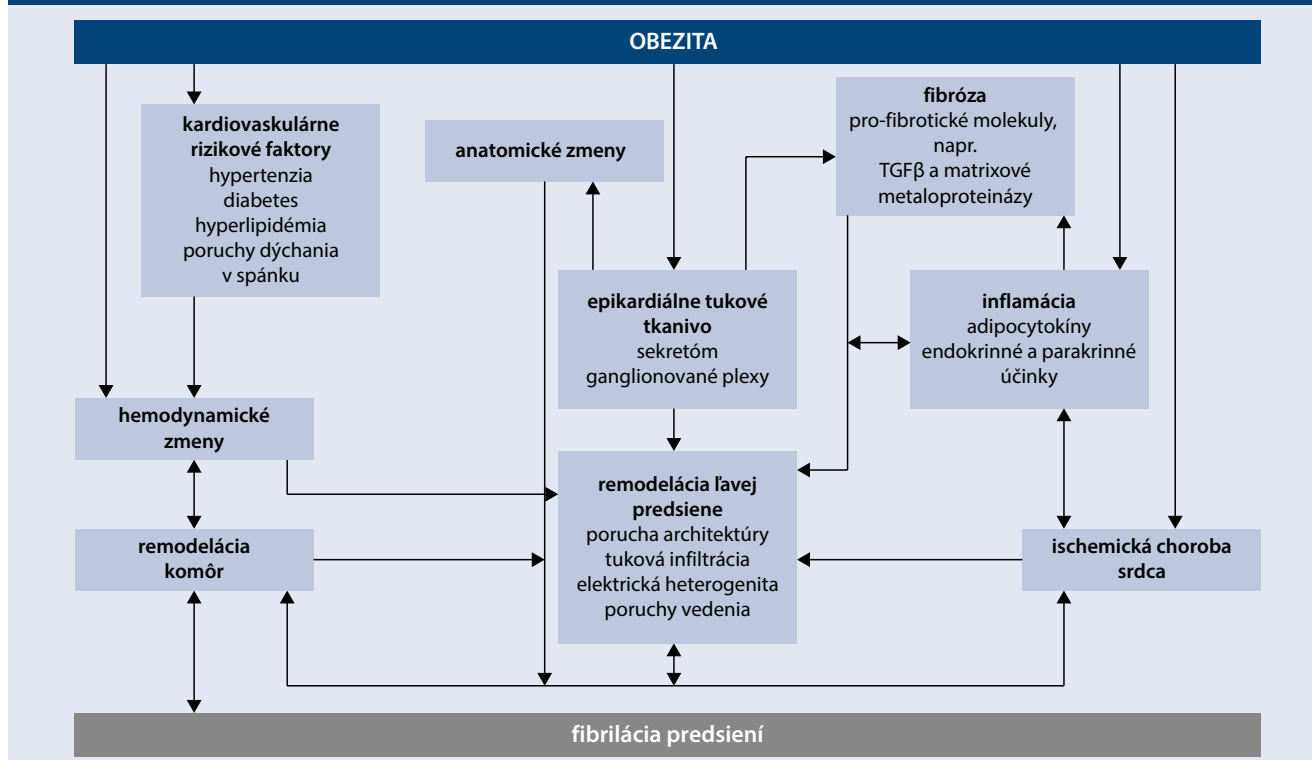 OBEZITA
kardiovaskulárne
rizikové faktory
hypertenzia
diabetes
hyperlipidémia
poruchy dýchania
v spánku
anatomické zmeny
fibróza
pro-fibrotické molekuly,
napr.
TGFβ a matrixové
metaloproteinázy
epikardiálne tukové
tkanivo
sekretóm
ganglionované plexy
inflamácia
adipocytokíny
endokrinné a parakrinné
účinky
hemodynamické
zmeny
remodelácia ľavej
predsiene
porucha architektúry
tuková infiltrácia
elektrická heterogenita
poruchy vedenia
remodelácia
komôr
ischemická choroba
srdca
fibrilácia predsiení